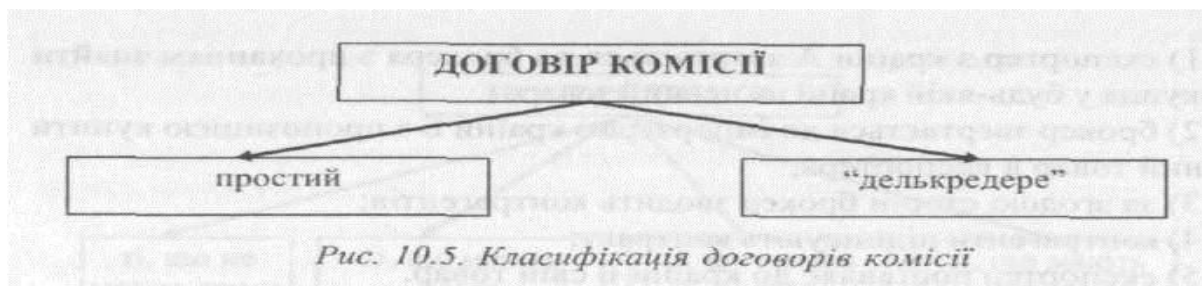 ДОГОВІР КОМІСІЇ
простий
“делькредере”
Рис. 10.5. Класифікація договорів комісії